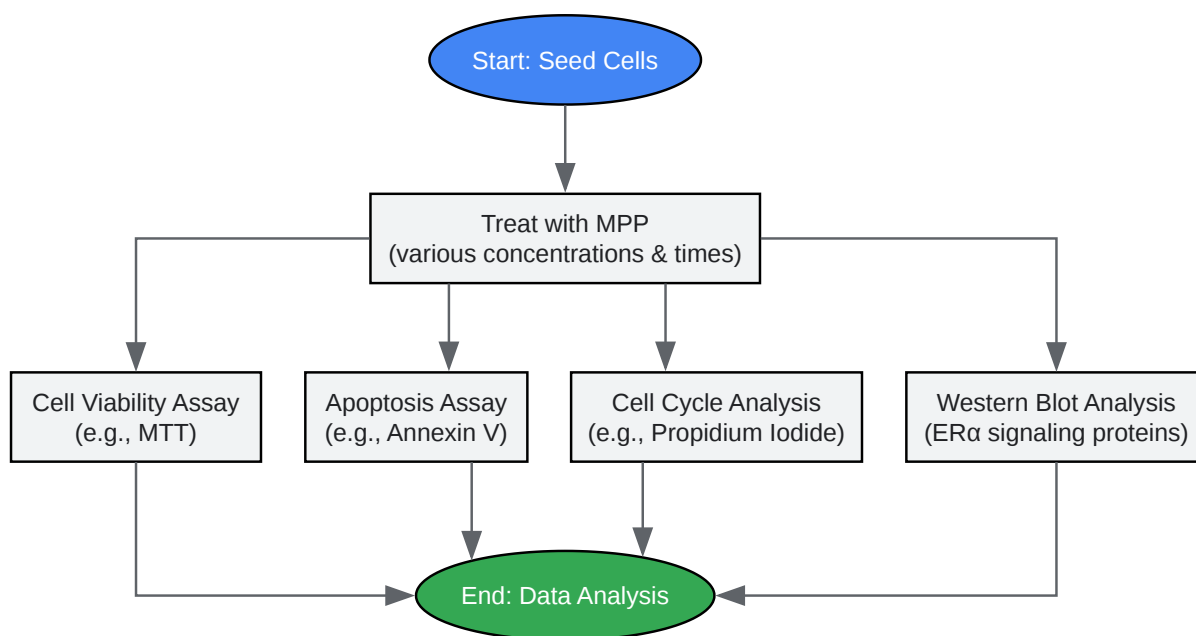 Start: Seed Cells
Treat with MPP
(various concentrations & times)
Cell Viability Assay
(e.g., MTT)
Apoptosis Assay
(e.g., Annexin V)
Cell Cycle Analysis
(e.g., Propidium Iodide)
Western Blot Analysis
(ERα signaling proteins)
End: Data Analysis